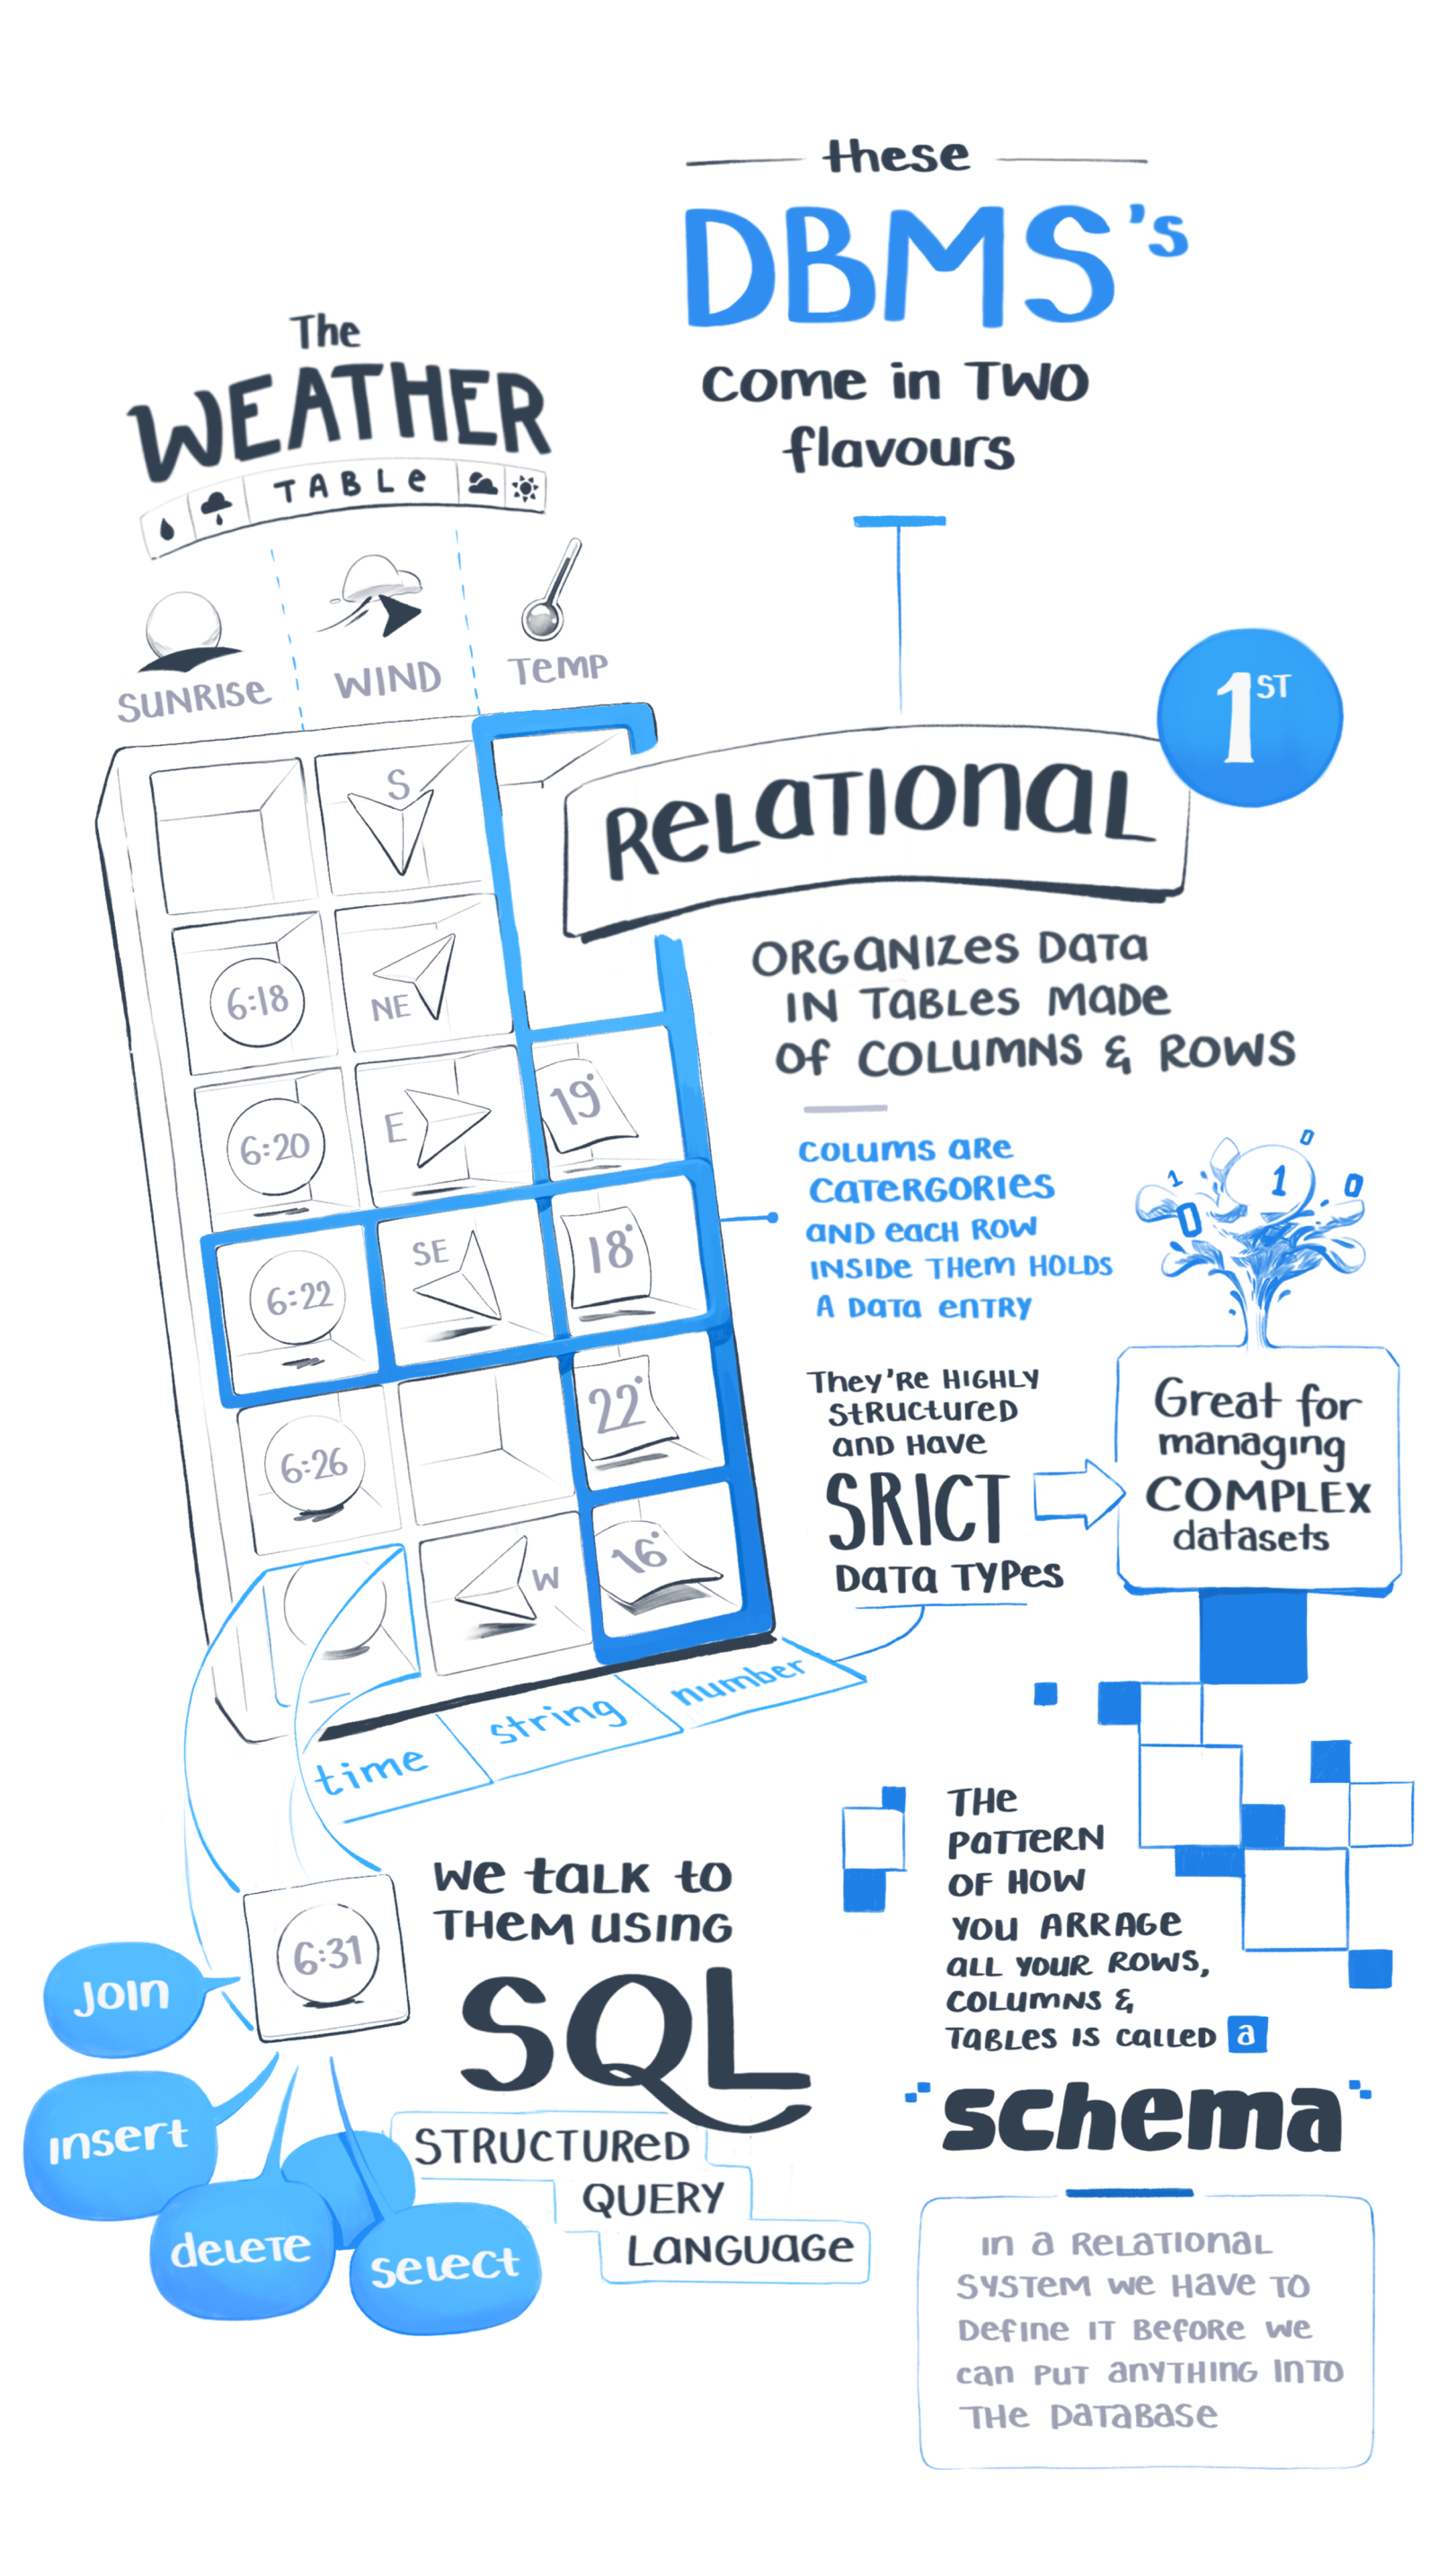 these
DBMS's
come in TWO
flavours
The
WEATHER
TABLE
SUNRISE
WIND
TEMP
1ST
RELATIONAL
ORGANIZES DATA
IN TABLES MADE
OF COLUMNS & ROWS
S
6:18
NE
6:20
E
19°
6:22
SE
18°
6:26
22°
W
16°
COLUMS ARE
CATERGORIES
AND EACH ROW
INSIDE THEM HOLDS
A DATA ENTRY
1
0
1
0
0
THEY'RE HIGHLY
STRUCTURED
AND HAVE
SRICT
DATA TYPES
Great for
managing
COMPLEX
datasets
time
string
number
6:31
We talk to
THEM USING
SQL
STRUCTURED
QUERY
LANGUAGE
JOIN
insert
delete
select
THE
PATTERN
OF HOW
YOU ARRAGE
ALL YOUR ROWS,
COLUMNS &
TABLES IS CALLED a
schema
IN A RELATIONAL
SYSTEM WE HAVE TO
DEFINE IT BEFORE WE
CAN PUT ANYTHING INTO
THE DATABASE